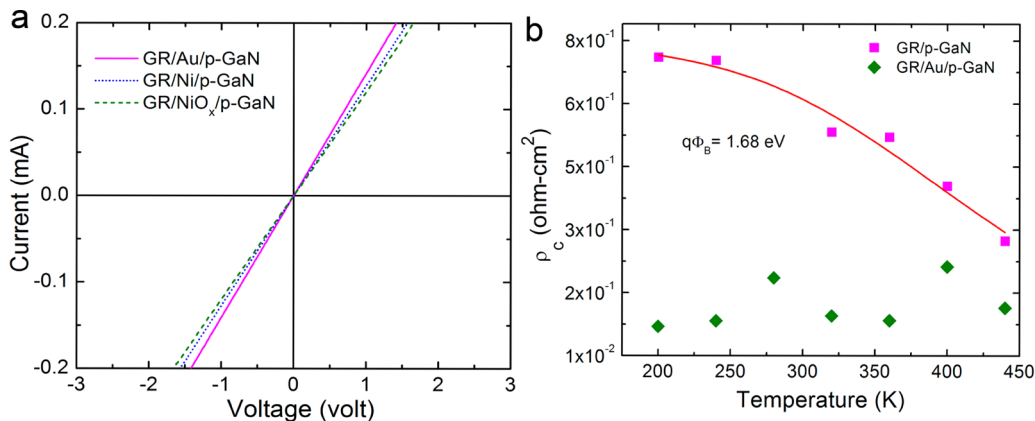 a
0.2
0.1
0.0
-0.1
-0.2
Current (mA)
GR/Au/p-GaN
GR/Ni/p-GaN
GR/NiOₓ/p-GaN
-3
-2
-1
0
1
2
3
Voltage (volt)
b
8x10⁻¹
6x10⁻¹
5x10⁻¹
3x10⁻¹
2x10⁻¹
1x10⁻²
ρ_c (ohm-cm²)
GR/p-GaN
GR/Au/p-GaN
qΦ_B= 1.68 eV
200
250
300
350
400
450
Temperature (K)